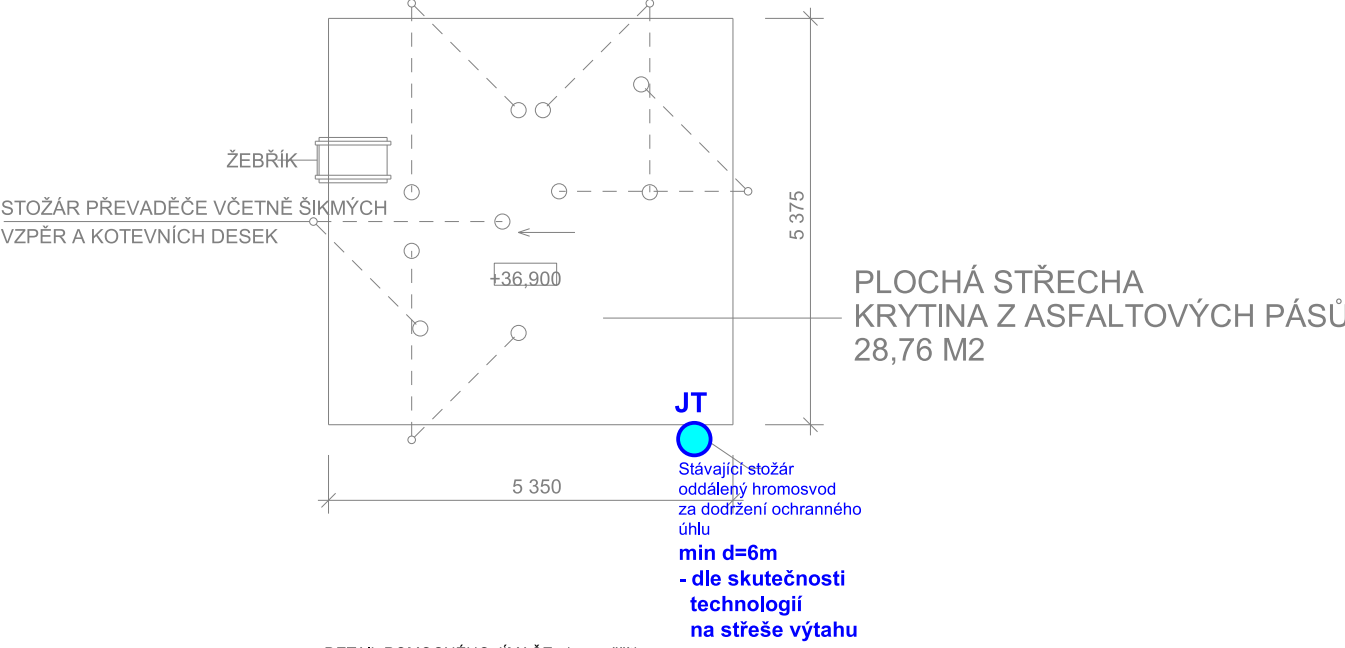 ŽEBŘÍK
STOŽÁR PŘEVADĚČE VČETNĚ ŠIKMÝCH
VZPĚR A KOTEVNÍCH DESEK
+36,900
5 375
PLOCHÁ STŘECHA
KRYTINA Z ASFALTOVÝCH PÁSŮ
28,76 M2
JT
5 350
Stávající stožár
oddálený hromosvod
za dodržení ochranného
úhlu
min d=6m
- dle skutečnosti
technologií
na střeše výtahu